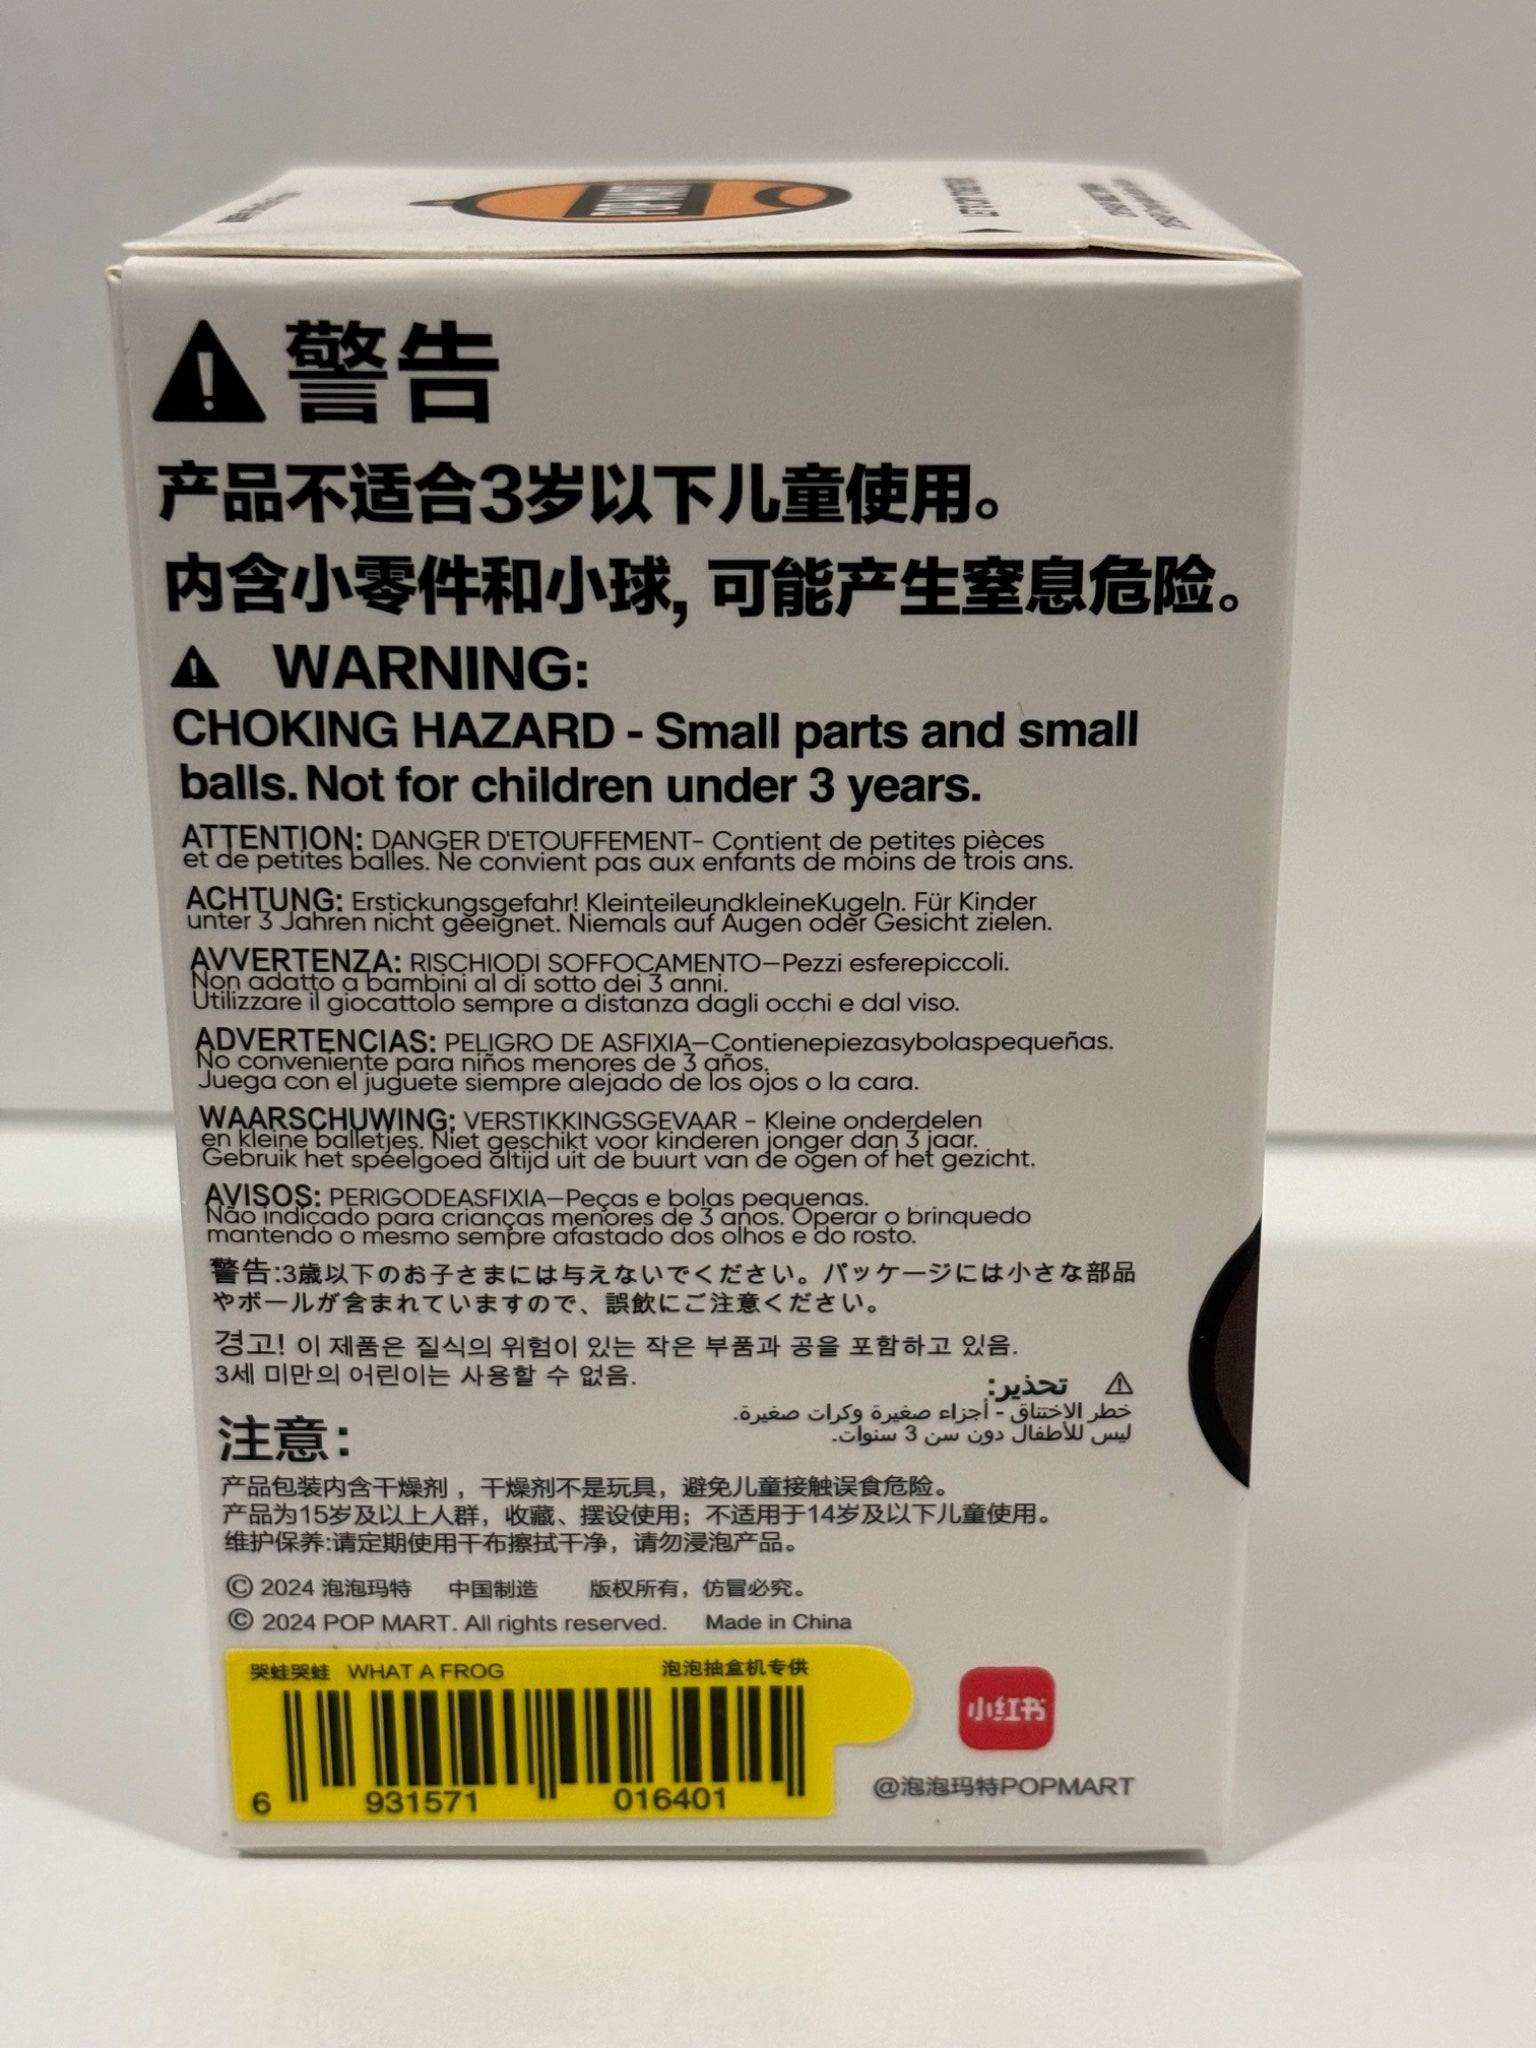 警告
产品不适合3岁以下儿童使用。
内含小零件和小球, 可能产生窒息危险。
WARNING:
CHOKING HAZARD - Small parts and small
balls. Not for children under 3 years.
ATTENTION: DANGER D'ETOUFFEMENT- Contient de petites pièces
et de petites balles. Ne convient pas aux enfants de moins de trois ans.
ACHTUNG: Erstickungsgefahr! KleinteileundkleineKugeln. Für Kinder
unter 3 Jahren nicht geeignet. Niemals auf Augen oder Gesicht zielen.
AVVERTENZA: RISCHIODI SOFFOCAMENTO—Pezzi esferepiccoli.
Non adatto a bambini al di sotto dei 3 anni.
Utilizzare il giocattolo sempre a distanza dagli occhi e dal viso.
ADVERTENCIAS: PELIGRO DE ASFIXIA—Contienepiezasybolaspequeñas.
No conveniente para niños menores de 3 años.
Juega con el juguete siempre alejado de los ojos o la cara.
WAARSCHUWING: VERSTIKKINGSGEVAAR - Kleine onderdelen
en kleine balletjes. Niet geschikt voor kinderen jonger dan 3 jaar.
Gebruik het speelgoed altijd uit de buurt van de ogen of het gezicht.
AVISOS: PERIGODEASFIXIA—Peças e bolas pequenas.
Não indicado para crianças menores de 3 anos. Operar o brinquedo
mantendo o mesmo sempre afastado dos olhos e do rosto.
警告:3歳以下のお子さまには与えないでください。パッケージには小さな部品
やボールが含まれていますので、誤飲にご注意ください。
경고! 이 제품은 질식의 위험이 있는 작은 부품과 공을 포함하고 있음.
3세 미만의 어린이는 사용할 수 없음.
تحذير:
خطر الاختناق - أجزاء صغيرة وكرات صغيرة.
ليس للأطفال دون سن 3 سنوات.
注意:
产品包装内含干燥剂，干燥剂不是玩具，避免儿童接触误食危险。
产品为15岁及以上人群，收藏、摆设使用；不适用于14岁及以下儿童使用。
维护保养:请定期使用干布擦拭干净，请勿浸泡产品。
© 2024 泡泡玛特 中国制造 版权所有，仿冒必究。
© 2024 POP MART. All rights reserved. Made in China
哭蛙哭蛙 WHAT A FROG 泡泡抽盒机专供
6 931571 016401
小红书
@泡泡玛特POPMART